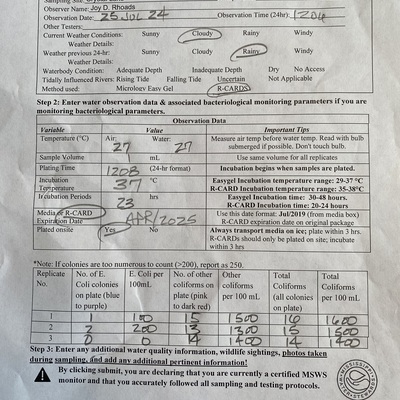 Observer Name: Joy D. Rhoads
Observation Date: 25 JUL 24 Observation Time (24hr): 1204
Other Testers:
Current Weather Conditions: Sunny Cloudy Rainy Windy
Weather Details:
Weather previous 24-hr: Sunny Cloudy Rainy Windy
Weather Details:
Waterbody Condition: Adequate Depth Inadequate Depth Dry No Access
Tidally Influenced Rivers: Rising Tide Falling Tide Uncertain Not Applicable
Method used: Micrology Easy Gel R-CARDS
Step 2: Enter water observation data & associated bacteriological monitoring parameters if you are
monitoring bacteriological parameters.
Observation Data
Variable Value Important Tips
Temperature (°C) Air: 27 Water: 27 Measure air temp before water temp. Read with bulb
submerged if possible. Don't touch bulb.
Sample Volume 1 mL Use same volume for all replicates
Plating Time 1208 (24-hr format) Incubation begins when samples are plated.
Incubation Temperature 37 °C Easygel Incubation temperature range: 29-37 °C
R-CARD Incubation temperature range: 35-38°C
Incubation Periods 23 hrs Easygel Incubation time: 30-48 hours.
R-CARD Incubation time: 20-24 hours
Media / R-CARD Expiration Date APR/2025 Use this date format: Jul/2019 (from media box)
R-CARD expiration date on original package
Plated onsite Yes No Always transport media on ice; plate within 3 hrs.
R-CARDs should only be plated on site; incubate
within 3 hrs
*Note: If colonies are too numerous to count (>200), report as 250.
Replicate No. No. of E. Coli colonies on plate (blue to purple) E. Coli per 100mL No. of other coliforms on plate (pink to dark red) Other coliforms per 100 mL Total Coliforms (all colonies on plate) Total Coliforms per 100 mL
1 1 100 15 1500 16 1600
2 2 200 13 1300 15 1500
3 0 0 14 1400 14 1400
Step 3: Enter any additional water quality information, wildlife sightings, photos taken
during sampling, and add any additional pertinent information!
By clicking submit, you are declaring that you are currently a certified MSWS
monitor and that you accurately followed all sampling and testing protocols.